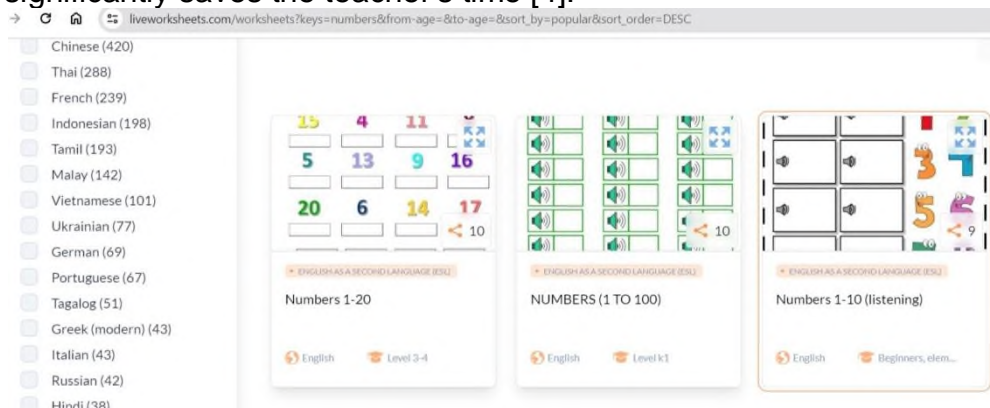 significantly saves the teacher's time [4].
liveworksheets.com/worksheets?keys=numbers&from-age=&to-age=&sort_by=popular&sort_order=DESC
Chinese (420)
Thai (288)
French (239)
Indonesian (198)
Tamil (193)
Malay (142)
Vietnamese (101)
Ukrainian (77)
German (69)
Portuguese (67)
Tagalog (51)
Greek (modern) (43)
Italian (43)
Russian (42)
Hindi (38)
15 4 11
5 13 9 16
20 6 14 17
10
ENGLISH AS A SECOND LANGUAGE (ESL)
Numbers 1-20
English Level 3-4
10
ENGLISH AS A SECOND LANGUAGE (ESL)
NUMBERS (1 TO 100)
English Level k1
3
5 6
9
ENGLISH AS A SECOND LANGUAGE (ESL)
Numbers 1-10 (listening)
English Beginners, elem...